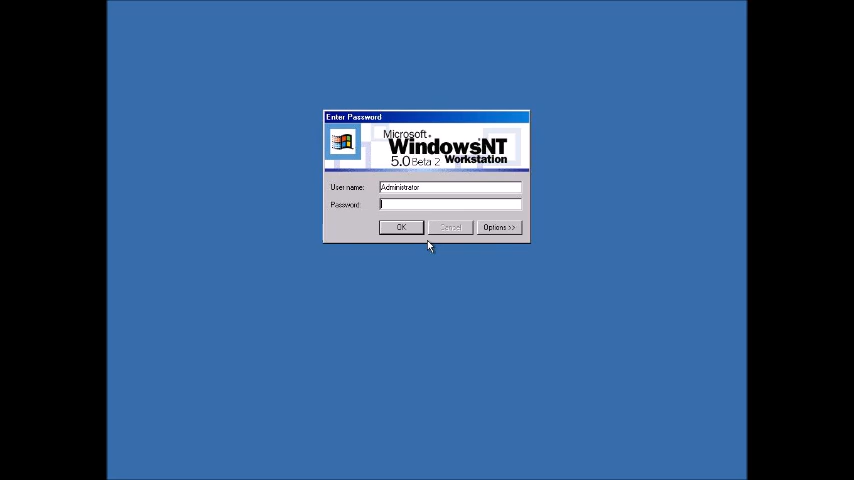 Enter Password
Microsoft
WindowsNT
5.0 Beta 2 Workstation
User name: Administrator
Password:
OK Cancel Options >>